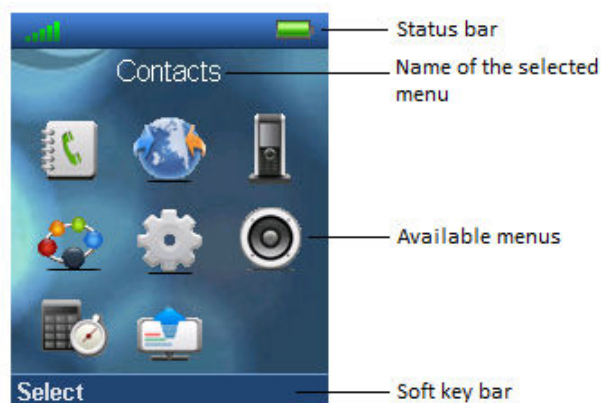 Status bar
Contacts
Name of the selected
menu
Available menus
Select
Soft key bar